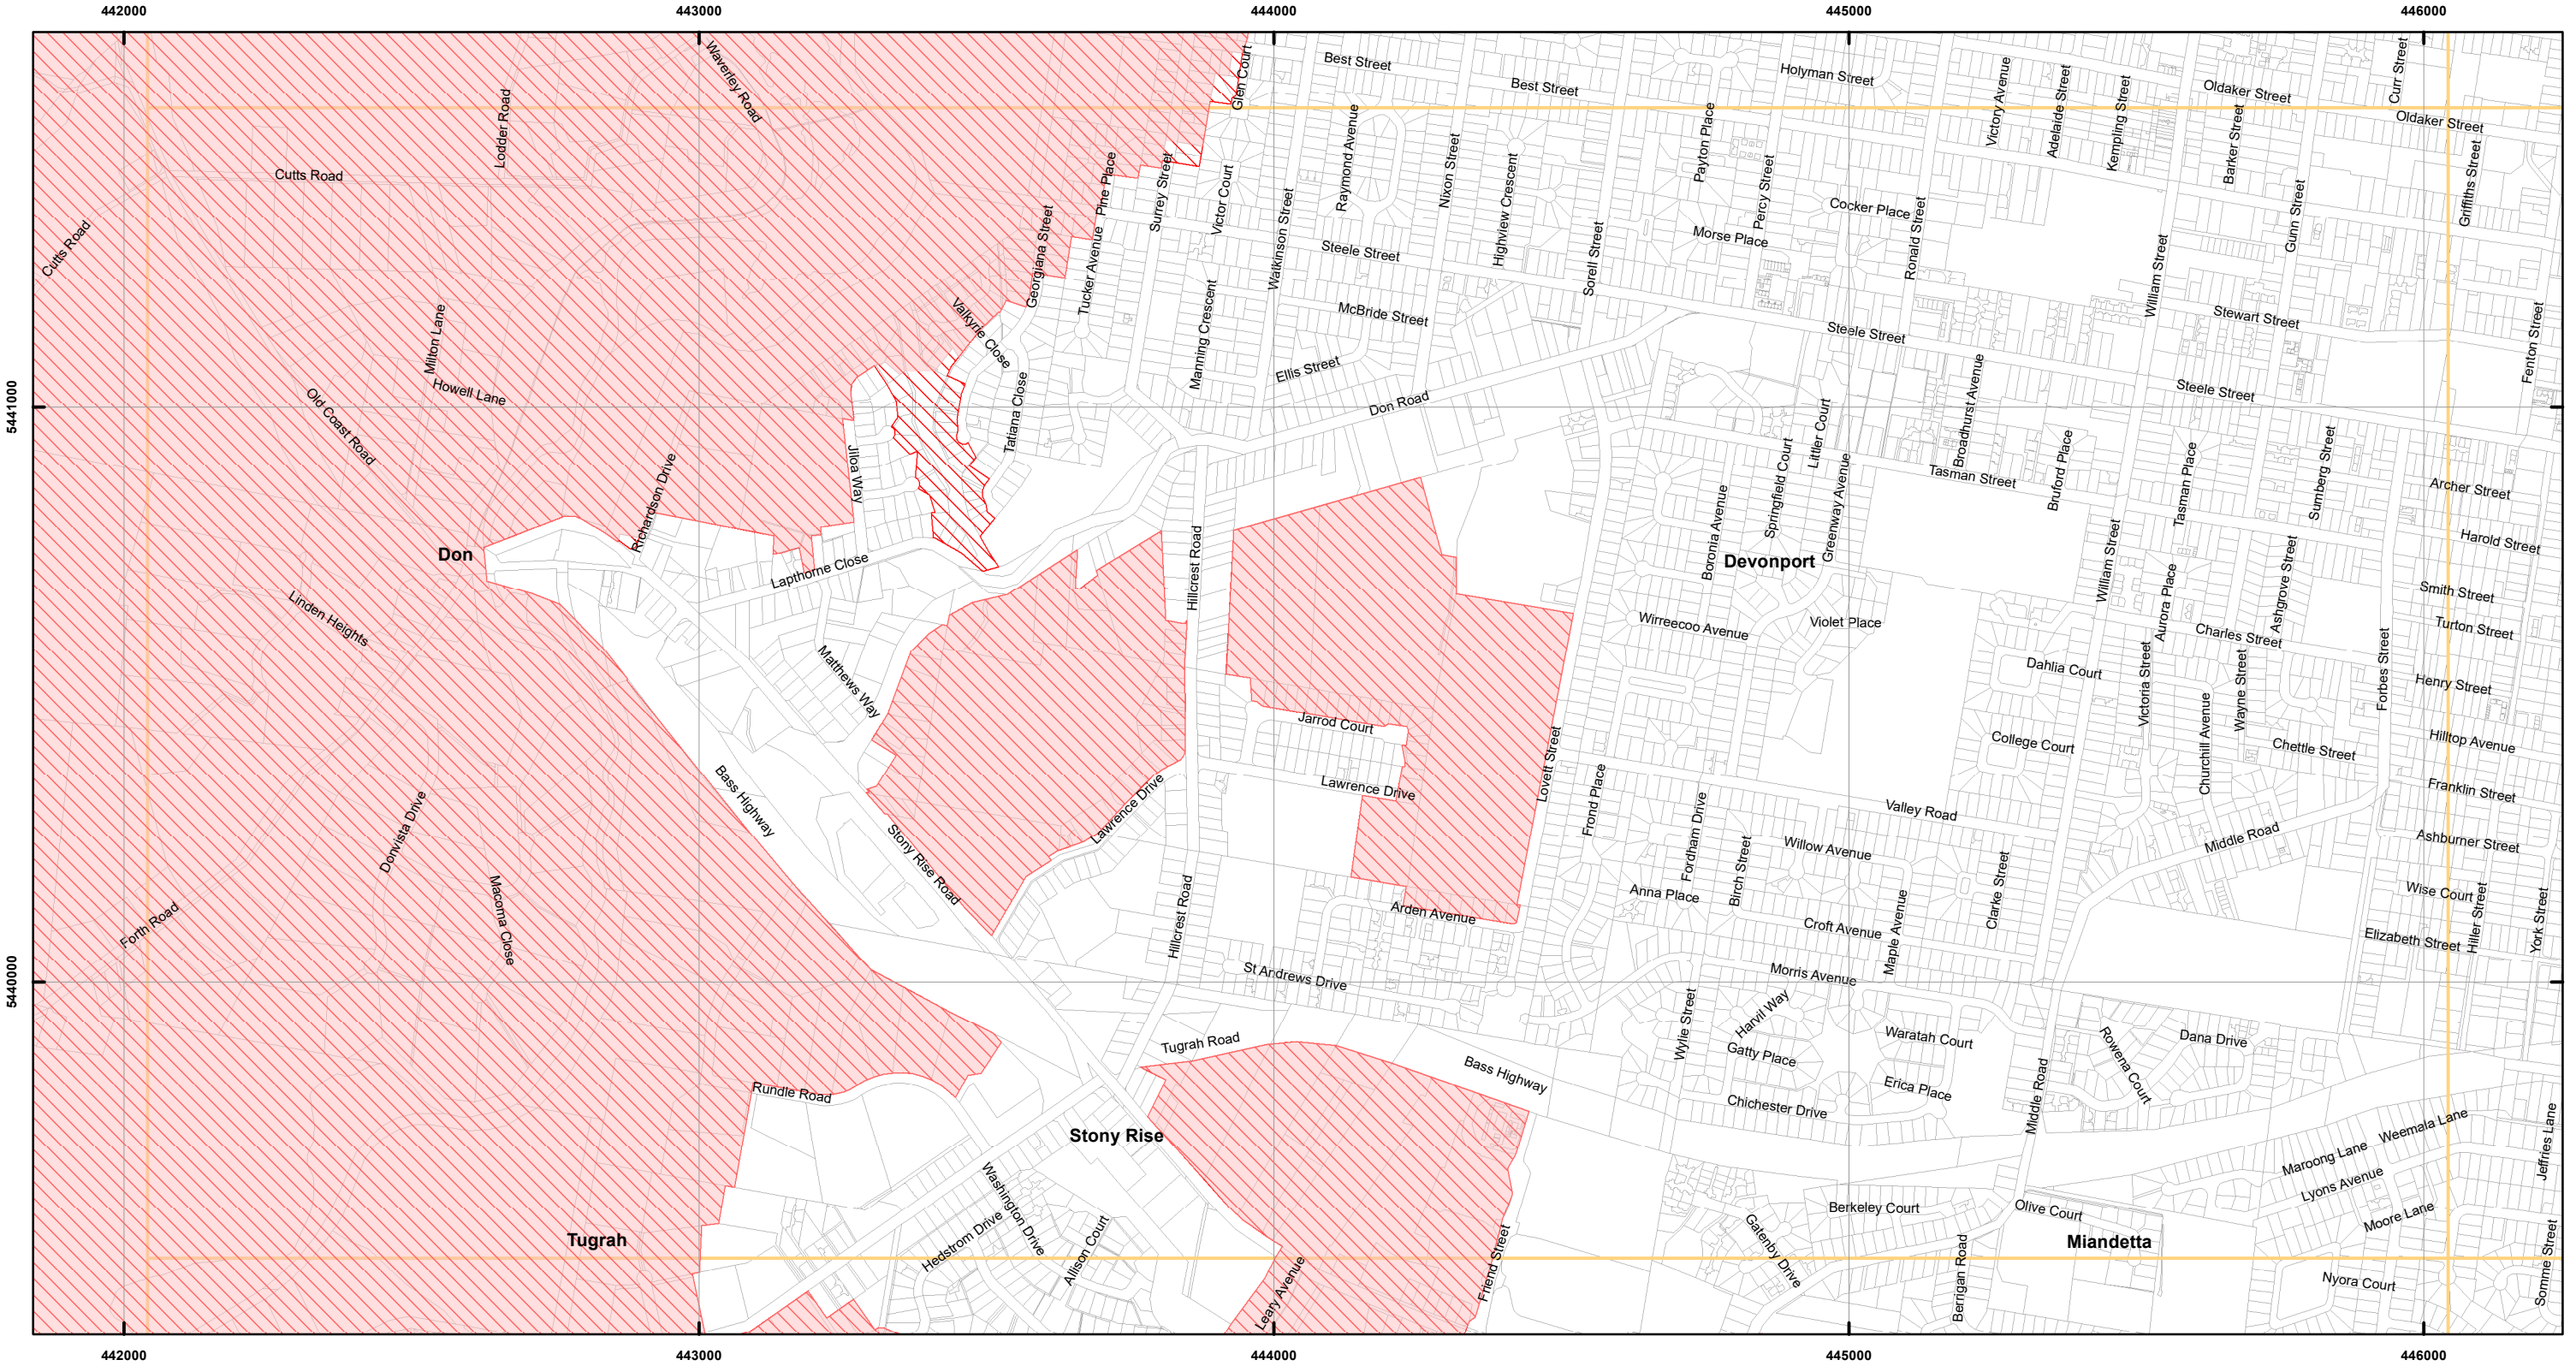 442000
443000
444000
445000
446000
Waverley Road
Glen Court
Best Street
Best Street
Holyman Street
Victory Avenue
Adelaide Street
Kempling Street
Oldaker Street
Curr Street
Oldaker Street
Barker Street
Griffiths Street
Lodder Road
Cutts Road
Cutts Road
Raymond Avenue
Nixon Street
Highview Crescent
Payton Place
Percy Street
Cocker Place
Morse Place
Ronald Street
Gunn Street
Pine Place
Surrey Street
Victor Court
Georgiana Street
Tucker Avenue
Watkinson Street
Steele Street
Sorell Street
William Street
Valkyrie Close
Manning Crescent
McBride Street
Steele Street
Stewart Street
Fenton Street
Milton Lane
Howell Lane
Ellis Street
Don Road
Steele Street
Broadhurst Avenue
5441000
Old Coast Road
Tatiana Close
Littler Court
Springfield Court
Bruford Place
Tasman Place
Sumberg Street
Jiloa Way
Richardson Drive
Tasman Street
Greenway Avenue
Boronia Avenue
Archer Street
Harold Street
Don
Lapthorne Close
Hillcrest Road
Devonport
William Street
Aurora Place
Ashgrove Street
Smith Street
Linden Heights
Wirreecoo Avenue
Violet Place
Charles Street
Turton Street
Matthews Way
Dahlia Court
Victoria Street
Wayne Street
Forbes Street
Henry Street
Jarrod Court
Lovett Street
College Court
Churchill Avenue
Chettle Street
Hilltop Avenue
Bass Highway
Lawrence Drive
Lawrence Drive
Frond Place
Fordham Drive
Valley Road
Franklin Street
Donvista Drive
Stony Rise Road
Birch Street
Willow Avenue
Middle Road
Ashburner Street
Macoma Close
Anna Place
Clarke Street
Wise Court
Forth Road
Hillcrest Road
Arden Avenue
Croft Avenue
Maple Avenue
Elizabeth Street
Hiller Street
York Street
5440000
St Andrews Drive
Morris Avenue
Harvil Way
Wylie Street
Tugrah Road
Gatty Place
Waratah Court
Rowena Court
Dana Drive
Rundle Road
Bass Highway
Erica Place
Chichester Drive
Middle Road
Weemala Lane
Jeffries Lane
Stony Rise
Maroong Lane
Washington Drive
Lyons Avenue
Hedstrom Drive
Allison Court
Berkeley Court
Olive Court
Moore Lane
Tugrah
Gatenby Drive
Miandetta
Leary Avenue
Friend Street
Berrigan Road
Nyora Court
Somme Street
442000
443000
444000
445000
446000